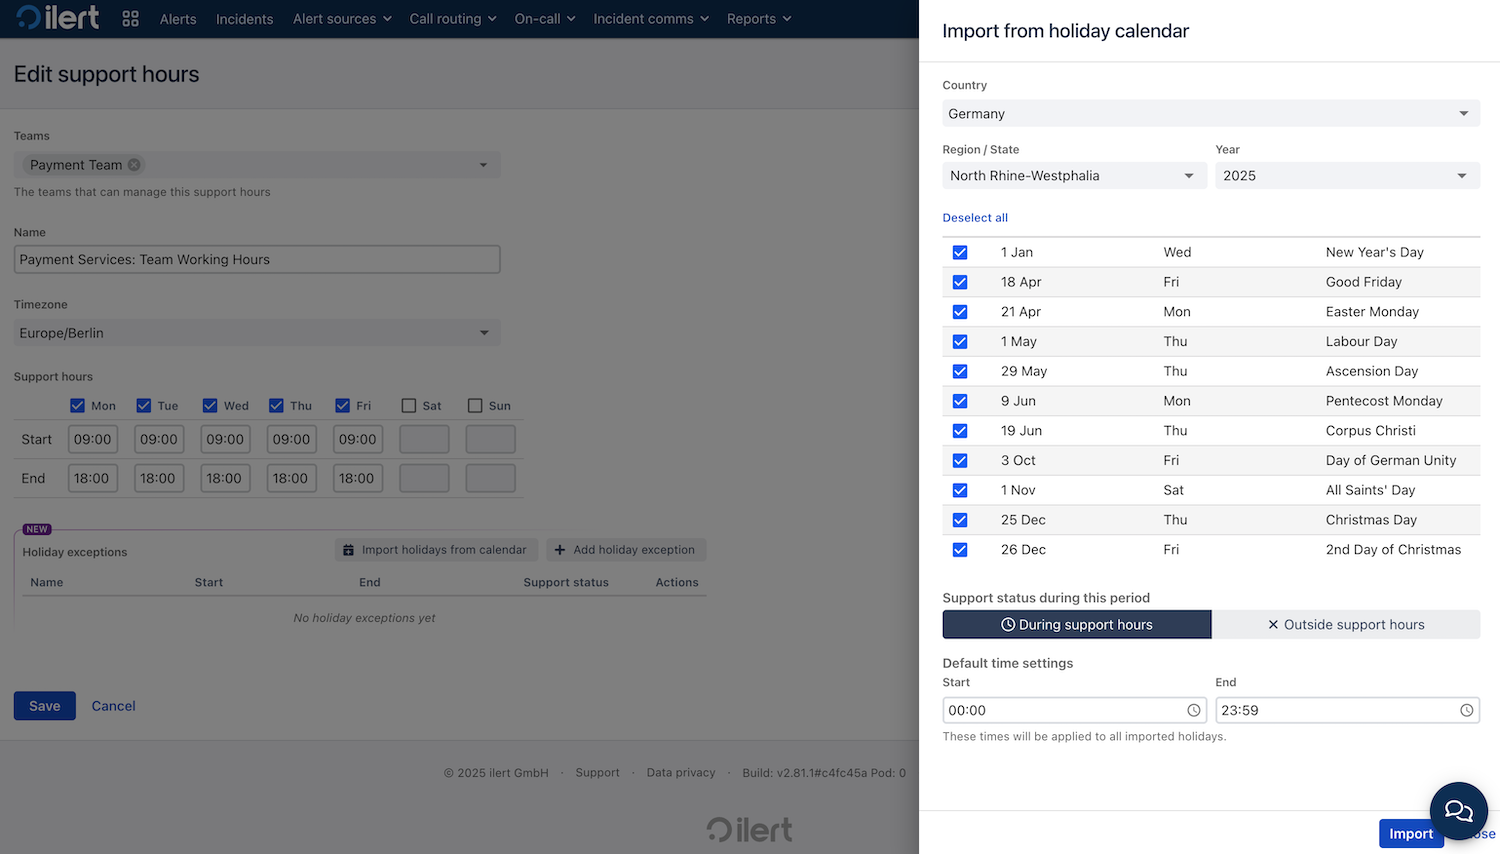 ilert Alerts Incidents Alert sources Call routing On-call Incident comms Reports
Edit support hours
Teams
Payment Team
The teams that can manage this support hours
Name
Payment Services: Team Working Hours
Timezone
Europe/Berlin
Support hours
Mon Tue Wed Thu Fri Sat Sun
Start 09:00 09:00 09:00 09:00 09:00
End 18:00 18:00 18:00 18:00 18:00
NEW
Holiday exceptions Import holidays from calendar Add holiday exception
Name Start End Support status Actions
No holiday exceptions yet
Save Cancel
© 2025 ilert GmbH · Support · Data privacy · Build: v2.81.1#c4fc45a Pod: 0
ilert
Import from holiday calendar
Country
Germany
Region / State Year
North Rhine-Westphalia 2025
Deselect all
1 Jan Wed New Year's Day
18 Apr Fri Good Friday
21 Apr Mon Easter Monday
1 May Thu Labour Day
29 May Thu Ascension Day
9 Jun Mon Pentecost Monday
19 Jun Thu Corpus Christi
3 Oct Fri Day of German Unity
1 Nov Sat All Saints' Day
25 Dec Thu Christmas Day
26 Dec Fri 2nd Day of Christmas
Support status during this period
During support hours Outside support hours
Default time settings
Start End
00:00 23:59
These times will be applied to all imported holidays.
Import